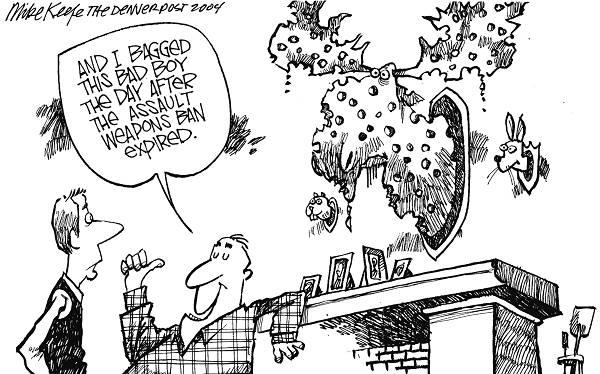 Mike Keefe THE DENVER POST 2004
AND I BAGGED
THIS BAD BOY
THE DAY AFTER
THE ASSAULT
WEAPONS BAN
EXPIRED.